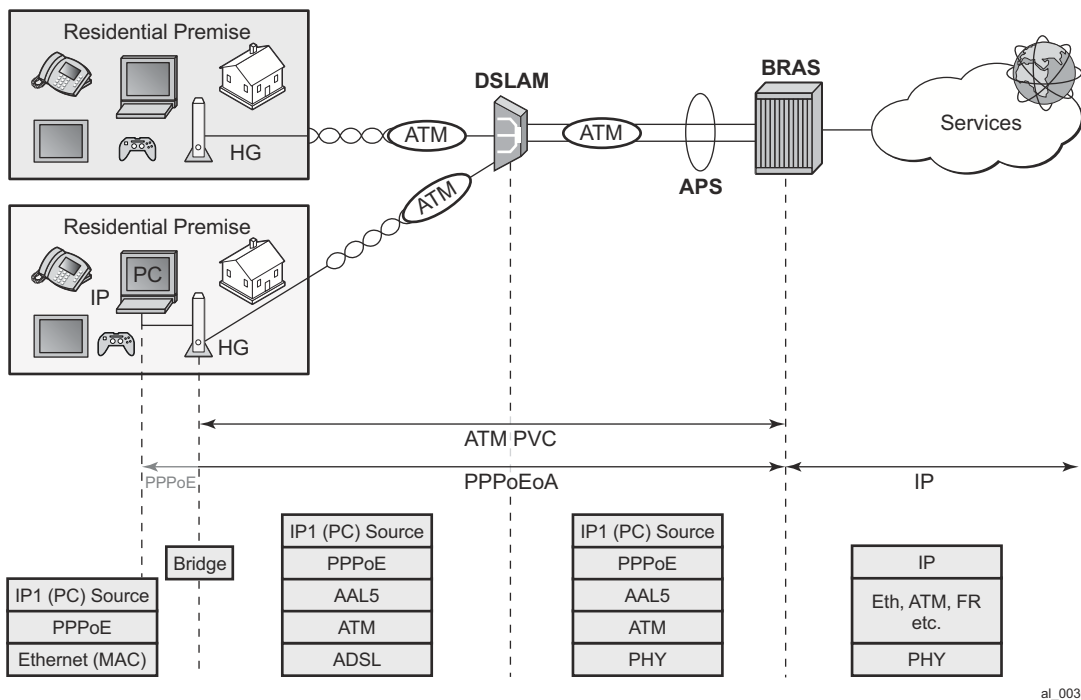 Residential Premise
HG
ATM
DSLAM
ATM
APS
BRAS
Services
ATM
Residential Premise
PC
IP
HG
ATM PVC
PPPoE
PPPoEoA
IP
IP1 (PC) Source
PPPoE
Ethernet (MAC)
Bridge
IP1 (PC) Source
PPPoE
AAL5
ATM
ADSL
IP1 (PC) Source
PPPoE
AAL5
ATM
PHY
IP
Eth, ATM, FR
etc.
PHY
al_003